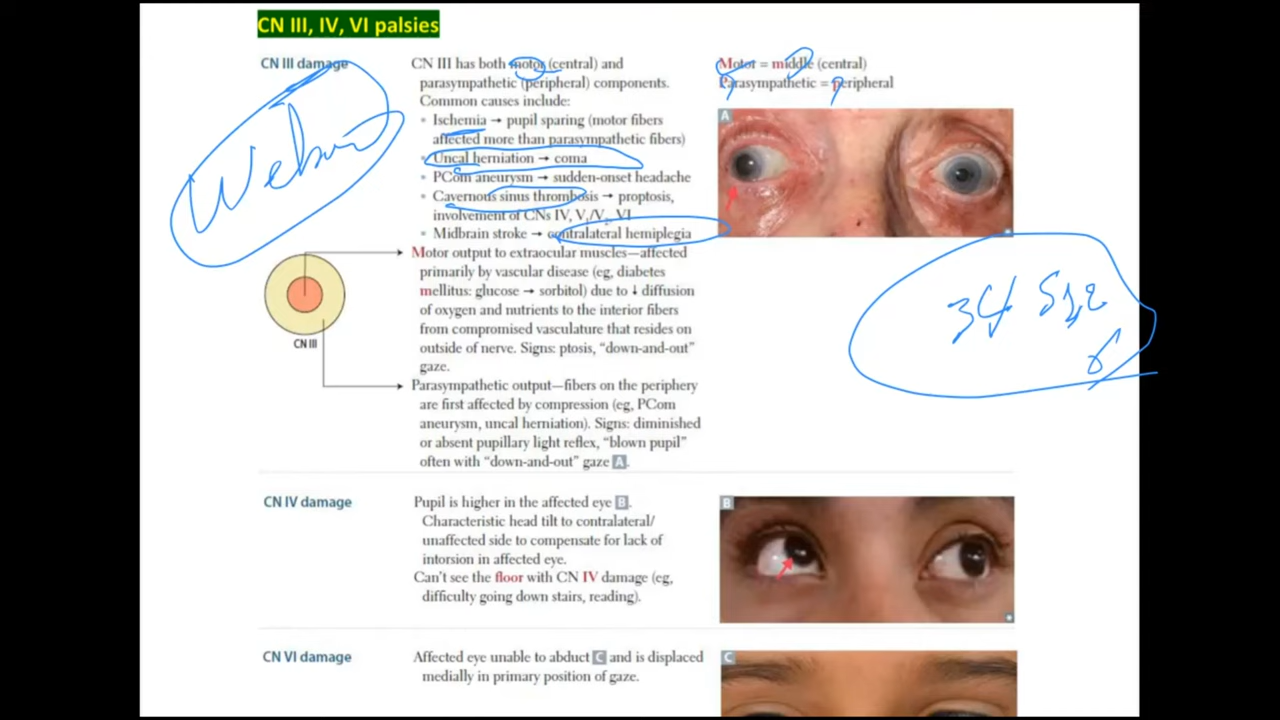 CN III, IV, VI palsies
CN III damage
CN III has both motor (central) and
parasympathetic (peripheral) components.
Common causes include:
• Ischemia → pupil sparing (motor fibers
affected more than parasympathetic fibers)
• Uncal herniation → coma
• PCom aneurysm → sudden-onset headache
• Cavernous sinus thrombosis → proptosis,
involvement of CNs IV, V₁/V₂, VI
• Midbrain stroke → contralateral hemiplegia
Motor output to extraocular muscles—affected
primarily by vascular disease (eg, diabetes
mellitus: glucose → sorbitol) due to ↓ diffusion
of oxygen and nutrients to the interior fibers
from compromised vasculature that resides on
outside of nerve. Signs: ptosis, “down-and-out”
gaze.
Parasympathetic output—fibers on the periphery
are first affected by compression (eg, PCom
aneurysm, uncal herniation). Signs: diminished
or absent pupillary light reflex, “blown pupil”
often with “down-and-out” gaze A.
Motor = middle (central)
Parasympathetic = peripheral
A
CN III
CN IV damage
Pupil is higher in the affected eye B.
Characteristic head tilt to contralateral/
unaffected side to compensate for lack of
intorsion in affected eye.
Can’t see the floor with CN IV damage (eg,
difficulty going down stairs, reading).
B
CN VI damage
Affected eye unable to abduct C and is displaced
medially in primary position of gaze.
C